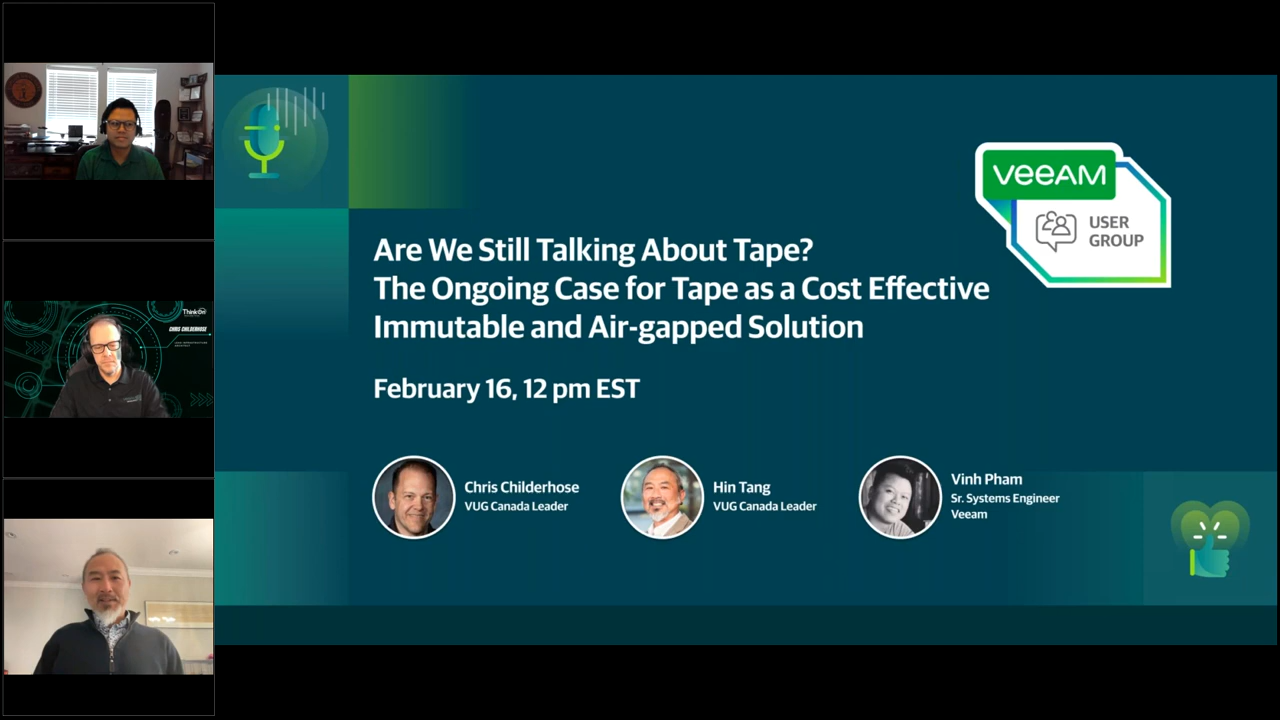 ThinkOn
CHRIS CHILDERHOSE
VEEAM
USER
GROUP
Are We Still Talking About Tape?
The Ongoing Case for Tape as a Cost Effective
Immutable and Air-gapped Solution
February 16, 12 pm EST
Chris Childerhose
VUG Canada Leader
Hin Tang
VUG Canada Leader
Vinh Pham
Sr. Systems Engineer
Veeam